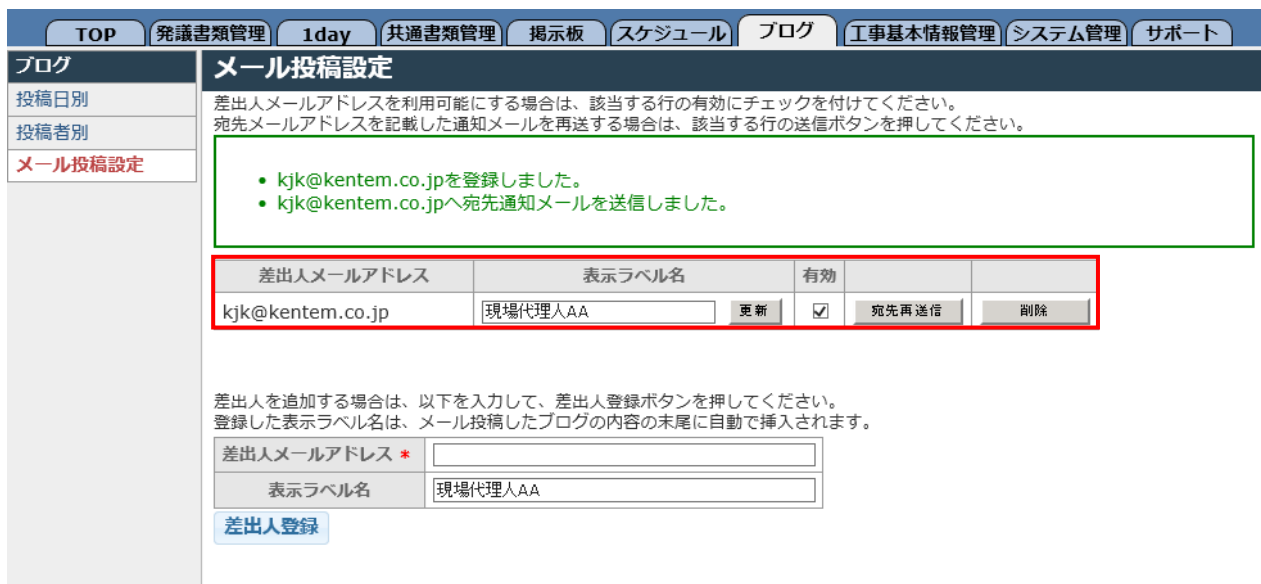 TOP 発議書類管理 1day 共通書類管理 掲示板 スケジュール ブログ 工事基本情報管理 システム管理 サポート
ブログ
投稿日別
投稿者別
メール投稿設定
メール投稿設定
差出人メールアドレスを利用可能にする場合は、該当する行の有効にチェックを付けてください。
宛先メールアドレスを記載した通知メールを再送する場合は、該当する行の送信ボタンを押してください。
• kjk@kentem.co.jpを登録しました。
• kjk@kentem.co.jpへ宛先通知メールを送信しました。
差出人メールアドレス 表示ラベル名 有効
kjk@kentem.co.jp 現場代理人AA 更新 宛先再送信 削除
差出人を追加する場合は、以下を入力して、差出人登録ボタンを押してください。
登録した表示ラベル名は、メール投稿したブログの内容の末尾に自動で挿入されます。
差出人メールアドレス *
表示ラベル名 現場代理人AA
差出人登録